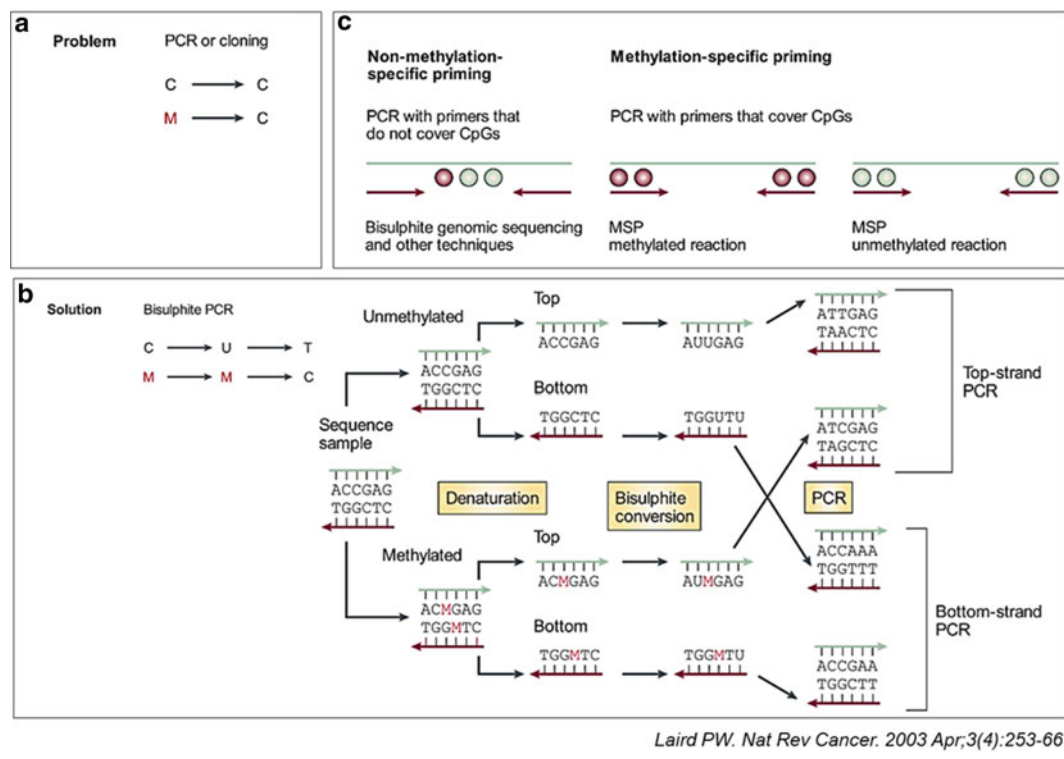 a
Problem
PCR or cloning
C C
M C
c
Non-methylation-
specific priming
PCR with primers that
do not cover CpGs
Bisulphite genomic sequencing
and other techniques
Methylation-specific priming
PCR with primers that cover CpGs
MSP
methylated reaction
MSP
unmethylated reaction
b
Solution
Bisulphite PCR
C U T
M M C
Sequence
sample
ACCGAG
TGGCTC
Unmethylated
ACCGAG
TGGCTC
Top
ACCGAG
AUUGAG
ATTGAG
TAACTC
Bottom
TGGCTC
TGGUTU
ATCGAG
TAGCTC
Top-strand
PCR
Denaturation
Bisulphite
conversion
PCR
Methylated
ACMGAG
TGGMTC
Top
ACMGAG
AUMGAG
ACCAAA
TGGTTT
Bottom
TGGMTC
TGGMTU
ACCGAA
TGGCTT
Bottom-strand
PCR
Laird PW. Nat Rev Cancer. 2003 Apr;3(4):253-66